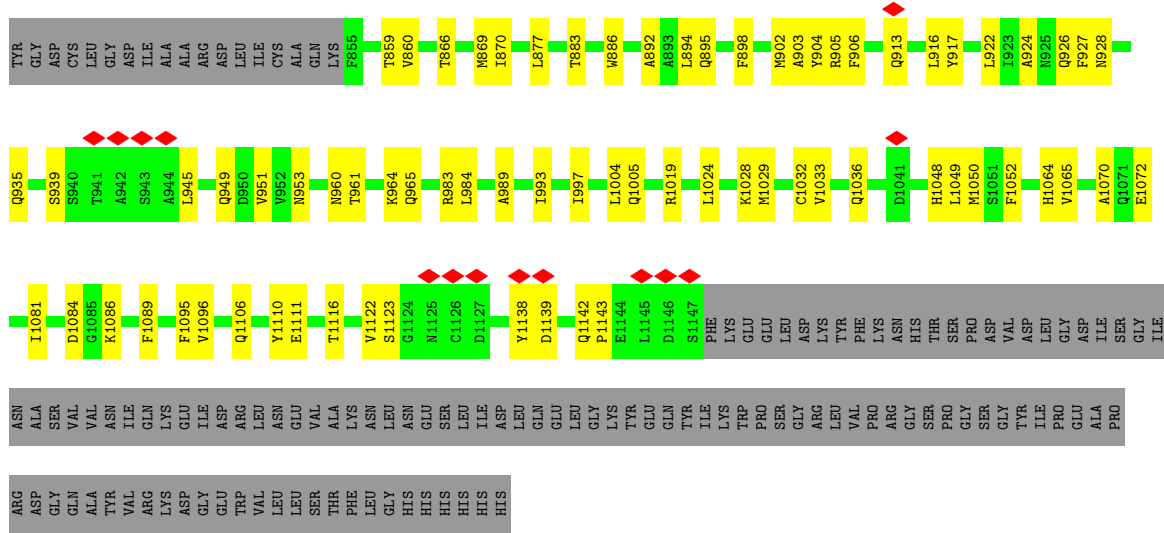 TYR GLY ASP CYS LEU GLY ASP ILE ALA ALA ARG ASP LEU ILE CYS ALA GLN LYS F855 T859 V860 T866 M869 I870 L877 T883 W886 A892 A893 L894 Q895 F898 M902 A903 Y904 R905 F906 Q913 L916 Y917 L922 I923 A924 N925 Q926 F927 N928
Q935 S939 S940 T941 A942 S943 A944 L945 Q949 D950 V951 V952 N953 N960 T961 K964 Q965 R983 L984 A989 I993 I997 L1004 Q1005 R1019 L1024 K1028 M1029 C1032 V1033 Q1036 D1041 H1048 L1049 M1050 S1051 F1052 H1064 V1065 A1070 Q1071 E1072
I1081 D1084 G1085 K1086 F1089 F1095 V1096 Q1106 Y1110 E1111 T1116 V1122 S1123 G1124 N1125 C1126 D1127 Y1138 D1139 Q1142 P1143 E1144 L1145 D1146 S1147 PHE LYS GLU GLU LEU ASP LYS TYR PHE LYS ASN HIS THR SER PRO ASP VAL ASP LEU GLY ASP ILE SER GLY ILE
ASN ALA SER VAL VAL ASN ILE GLN LYS GLU ILE ASP ARG LEU ASN GLU VAL ALA LYS ASN LEU ASN GLU SER LEU ILE ASP LEU GLN GLU LEU GLY LYS TYR GLU GLN TYR ILE LYS TRP PRO SER GLY ARG LEU VAL PRO ARG GLY SER PRO GLY SER GLY TYR ILE PRO GLU ALA PRO
ARG ASP GLY GLN ALA TYR VAL ARG LYS ASP GLY GLU TRP VAL LEU LEU SER THR PHE LEU GLY HIS HIS HIS HIS HIS HIS